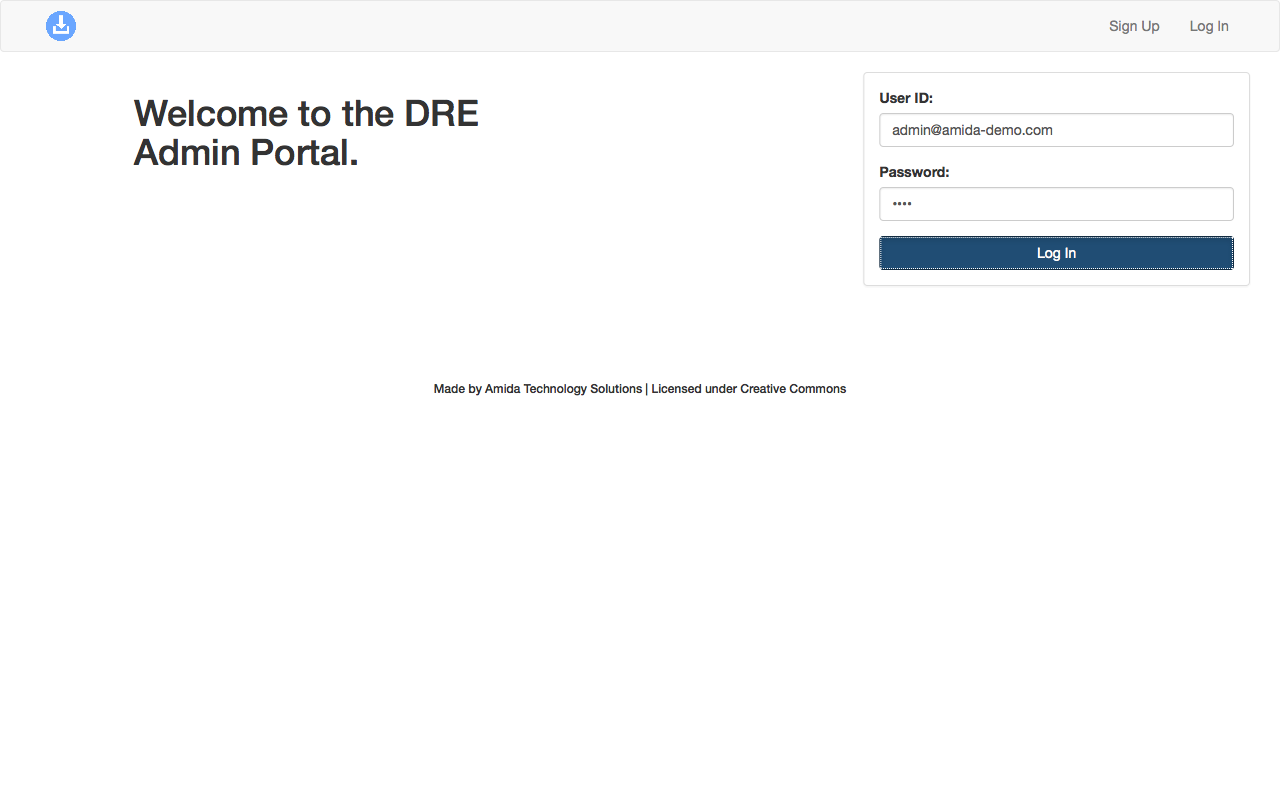 Sign Up
Log In
Welcome to the DRE
Admin Portal.
User ID:
admin@amida-demo.com
Password:
••••
Log In
Made by Amida Technology Solutions | Licensed under Creative Commons